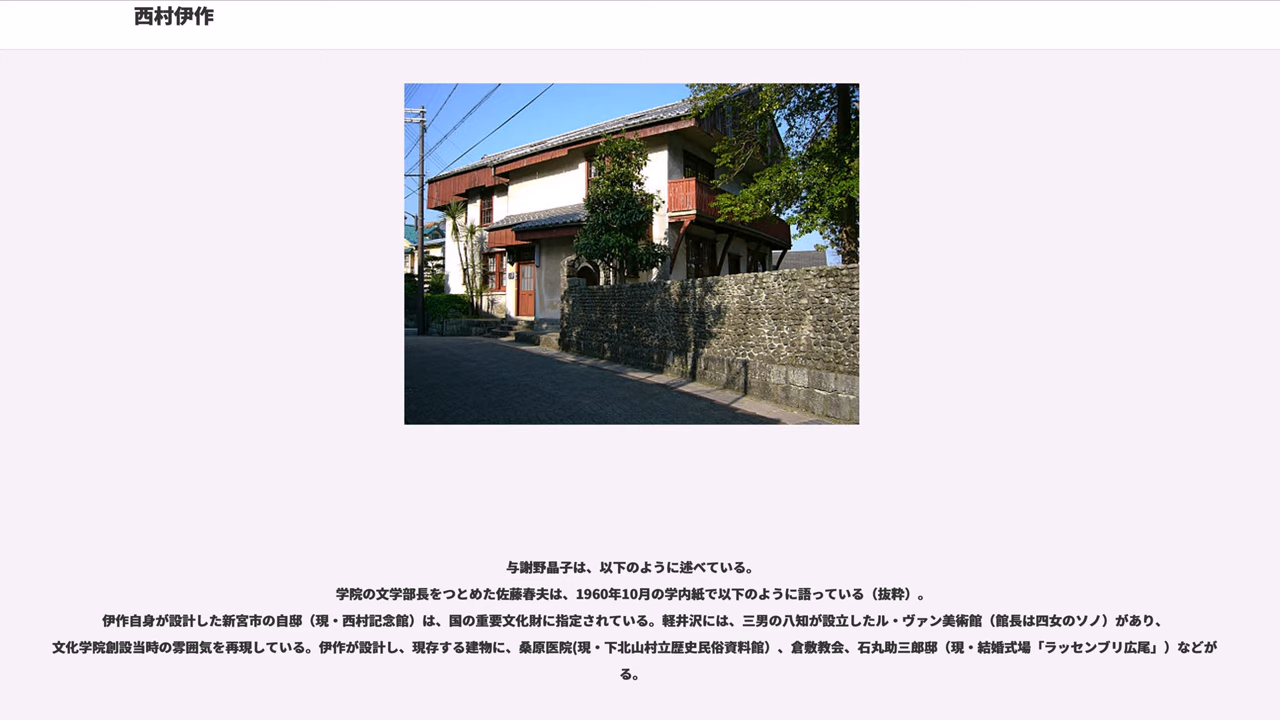 西村伊作
与謝野晶子は、以下のように述べている。
学院の文学部長をつとめた佐藤春夫は、1960年10月の学内紙で以下のように語っている（抜粋）。
伊作自身が設計した新宮市の自邸（現・西村記念館）は、国の重要文化財に指定されている。軽井沢には、三男の八知が設立したル・ヴァン美術館（館長は四女のソノ）があり、
文化学院創設当時の雰囲気を再現している。伊作が設計し、現存する建物に、桑原医院(現・下北山村立歴史民俗資料館）、倉敷教会、石丸助三郎邸（現・結婚式場「ラッセンブリ広尾」）などが
る。